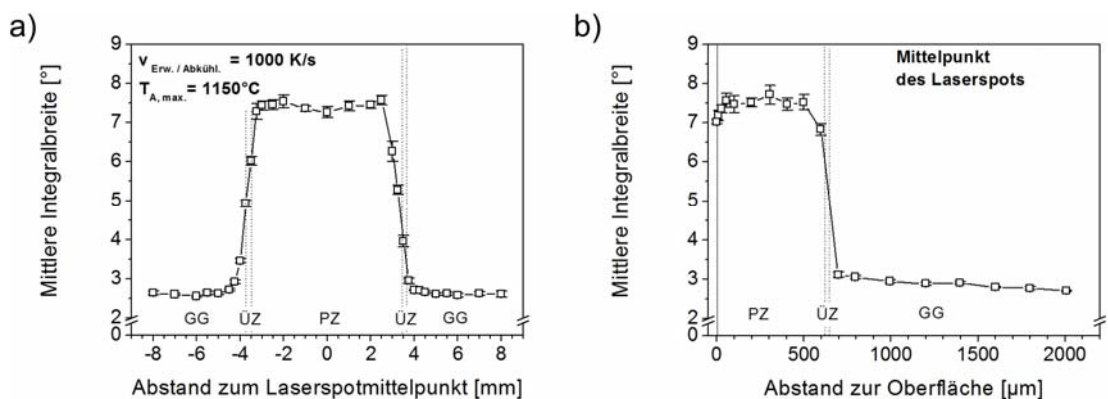 a)
v Erw. / Abkühl. = 1000 K/s
T A, max. = 1150°C
Mittlere Integralbreite [°]
9
8
7
6
5
4
3
2
0
GG ÜZ PZ ÜZ GG
-8 -6 -4 -2 0 2 4 6 8
Abstand zum Laserspotmittelpunkt [mm]
b)
Mittelpunkt
des Laserspots
Mittlere Integralbreite [°]
9
8
7
6
5
4
3
2
0
PZ ÜZ GG
0 500 1000 1500 2000
Abstand zur Oberfläche [µm]